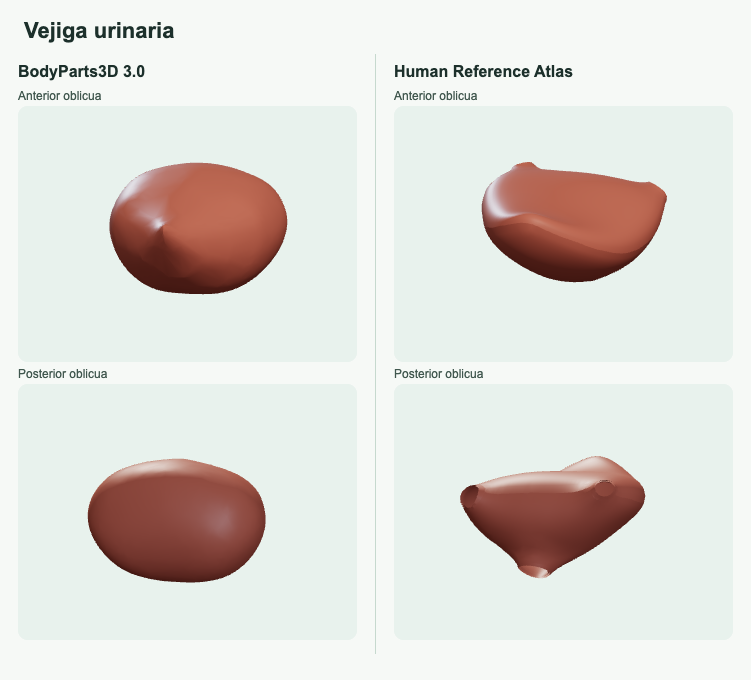 Vejiga urinaria
BodyParts3D 3.0
Anterior oblicua
Posterior oblicua
Human Reference Atlas
Anterior oblicua
Posterior oblicua